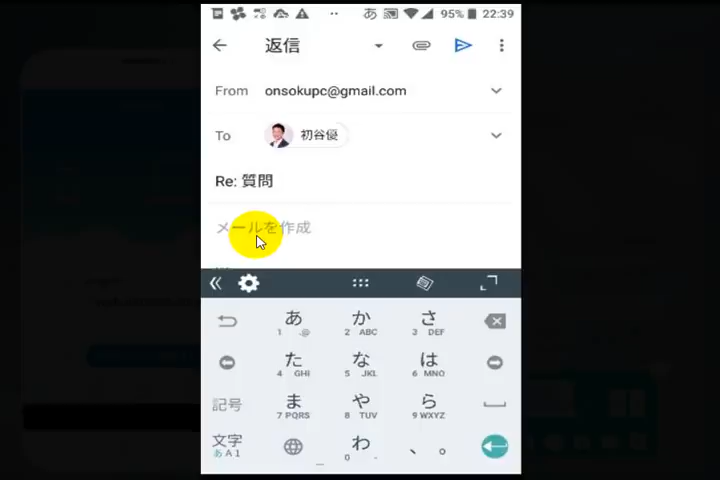 あ 95% 22:39
返信
From onsokupc@gmail.com
To 初谷優
Re: 質問
メールを作成
あ か さ
1 .@ 2 ABC 3 DEF
た な は
4 GHI 5 JKL 6 MNO
記号 ま や ら
7 PQRS 8 TUV 9 WXYZ
文字 わ 、。
あA1 0